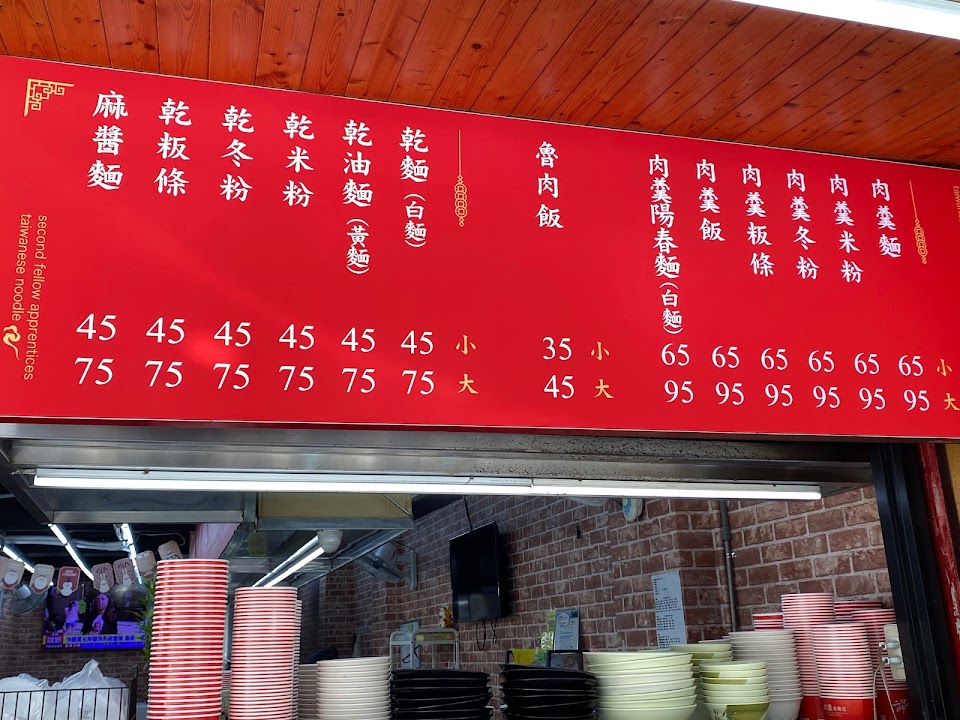 肉羹麵 65 95
肉羹米粉 65 95
肉羹冬粉 65 95
肉羹粄條 65 95
肉羹飯 65 95
肉羹陽春麵(白麵) 65 95
小
大
魯肉飯 35 45
小
大
乾麵(白麵) 45 75
乾油麵(黃麵) 45 75
乾米粉 45 75
乾冬粉 45 75
乾粄條 45 75
麻醬麵 45 75
小
大
second fellow apprentices
taiwanese noodle